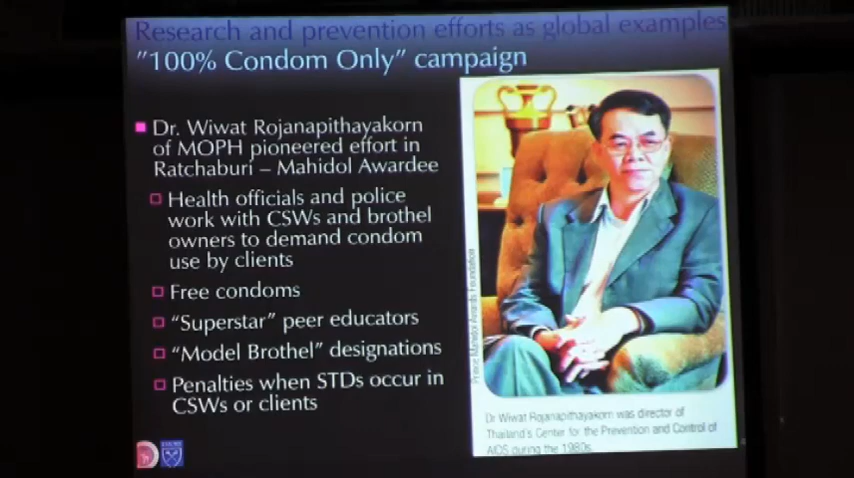 Research and prevention efforts as global examples
"100% Condom Only" campaign
Dr. Wiwat Rojanapithayakorn
of MOPH pioneered effort in
Ratchaburi – Mahidol Awardee
Health officials and police
work with CSWs and brothel
owners to demand condom
use by clients
Free condoms
"Superstar" peer educators
"Model Brothel" designations
Penalties when STDs occur in
CSWs or clients
Prince Mahidol Awards Foundation
Dr Wiwat Rojanapithayakorn was director of
Thailand's Center for the Prevention and Control of
AIDS during the 1980s.
EMORY